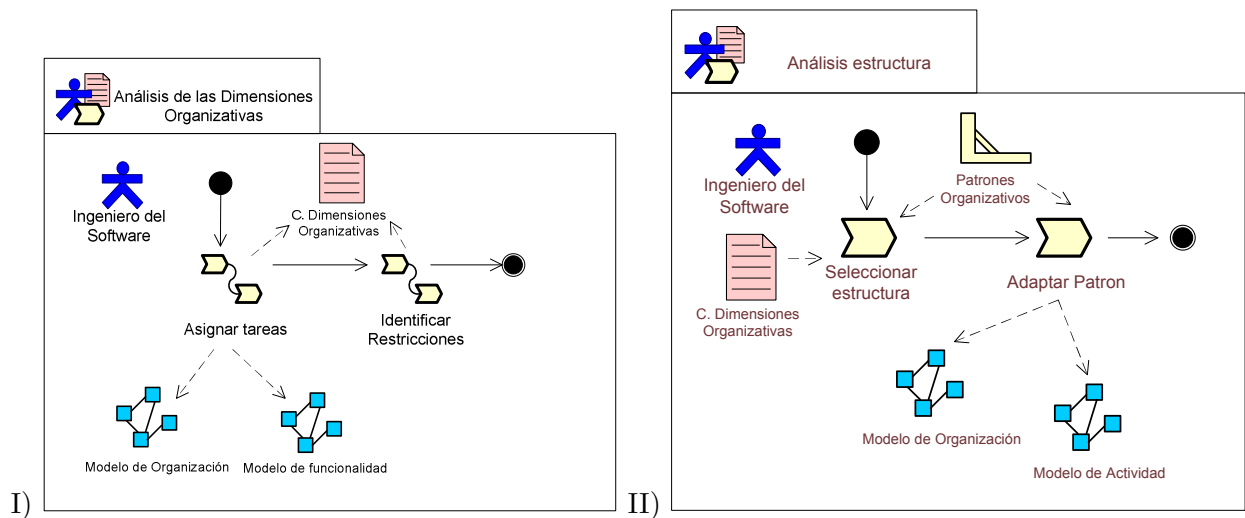 Análisis de las Dimensiones
Organizativas
Ingeniero del
Software
C. Dimensiones
Organizativas
Asignar tareas
Identificar
Restricciones
Modelo de Organización
Modelo de funcionalidad
I)
Análisis estructura
Ingeniero del
Software
Patrones
Organizativos
Seleccionar
estructura
Adaptar Patron
C. Dimensiones
Organizativas
Modelo de Organización
Modelo de Actividad
II)